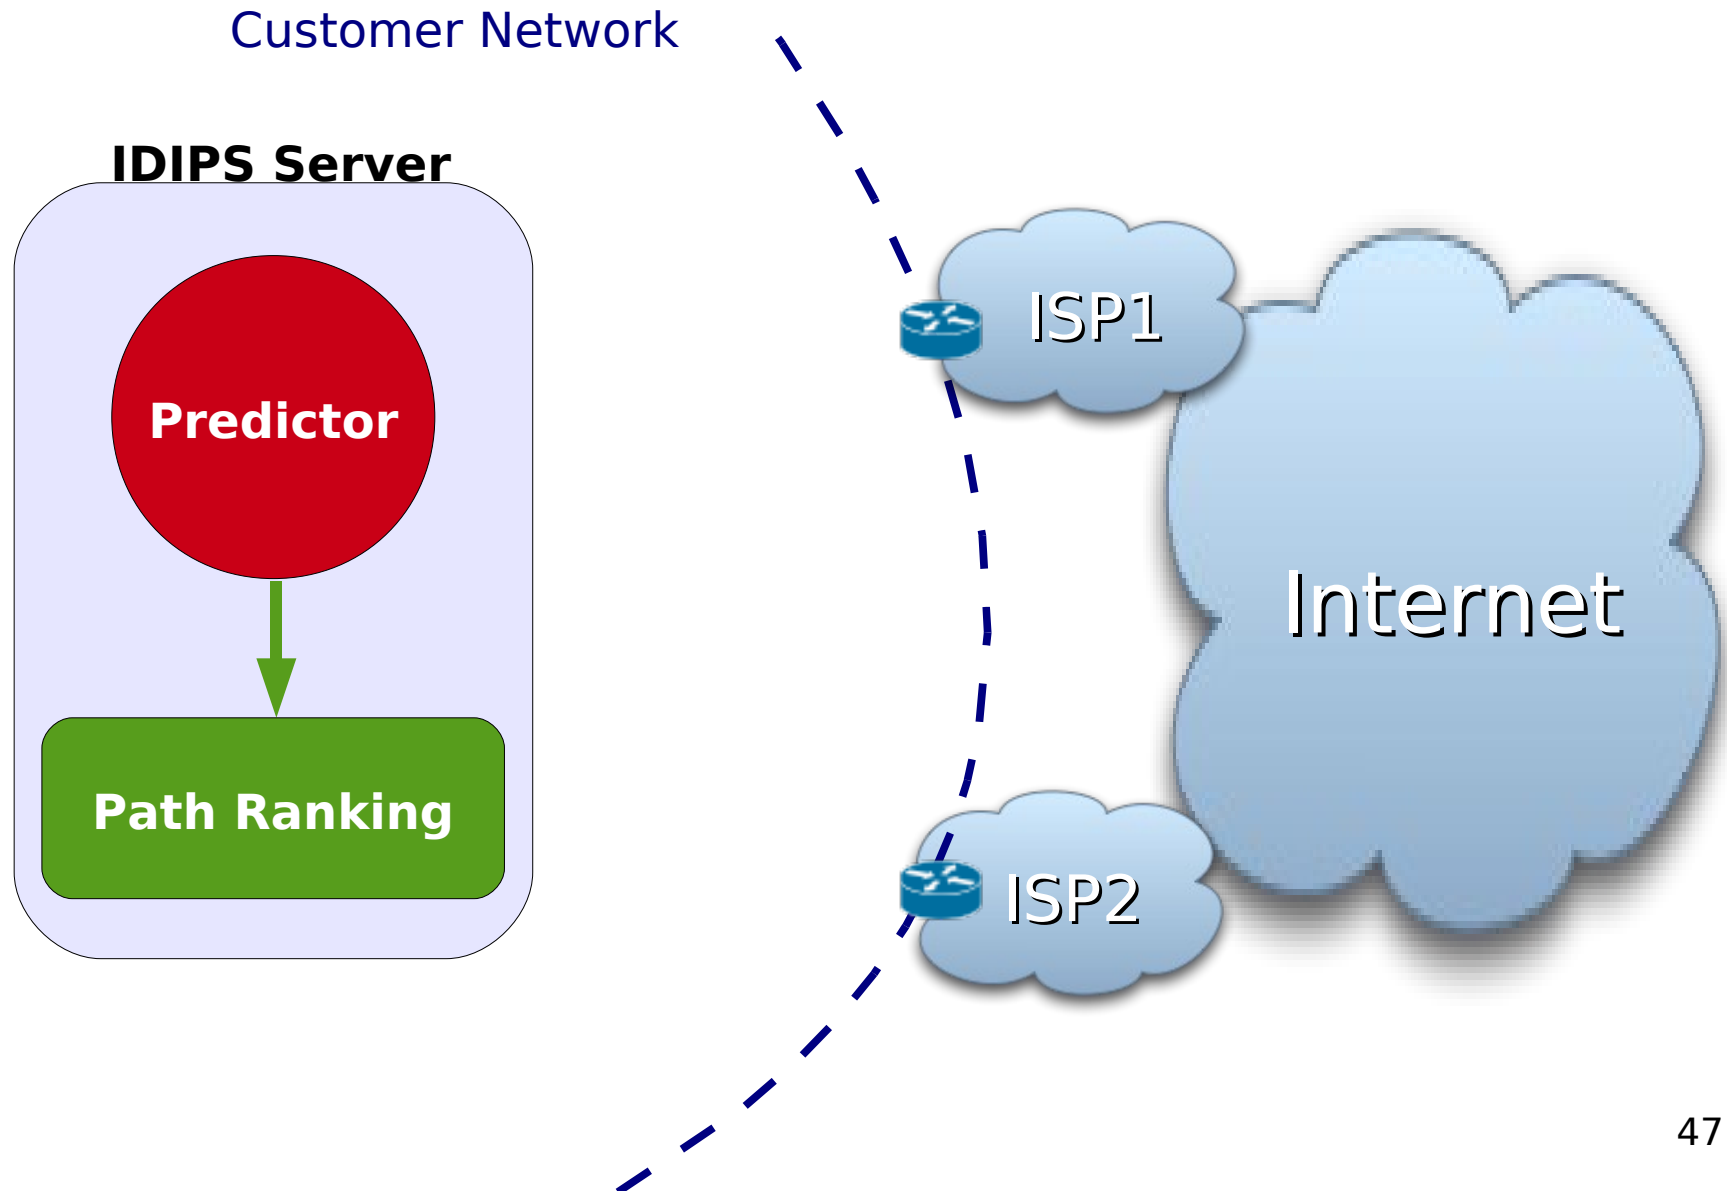 Customer Network
IDIPS Server
Predictor
Path Ranking
ISP1
Internet
ISP2
47